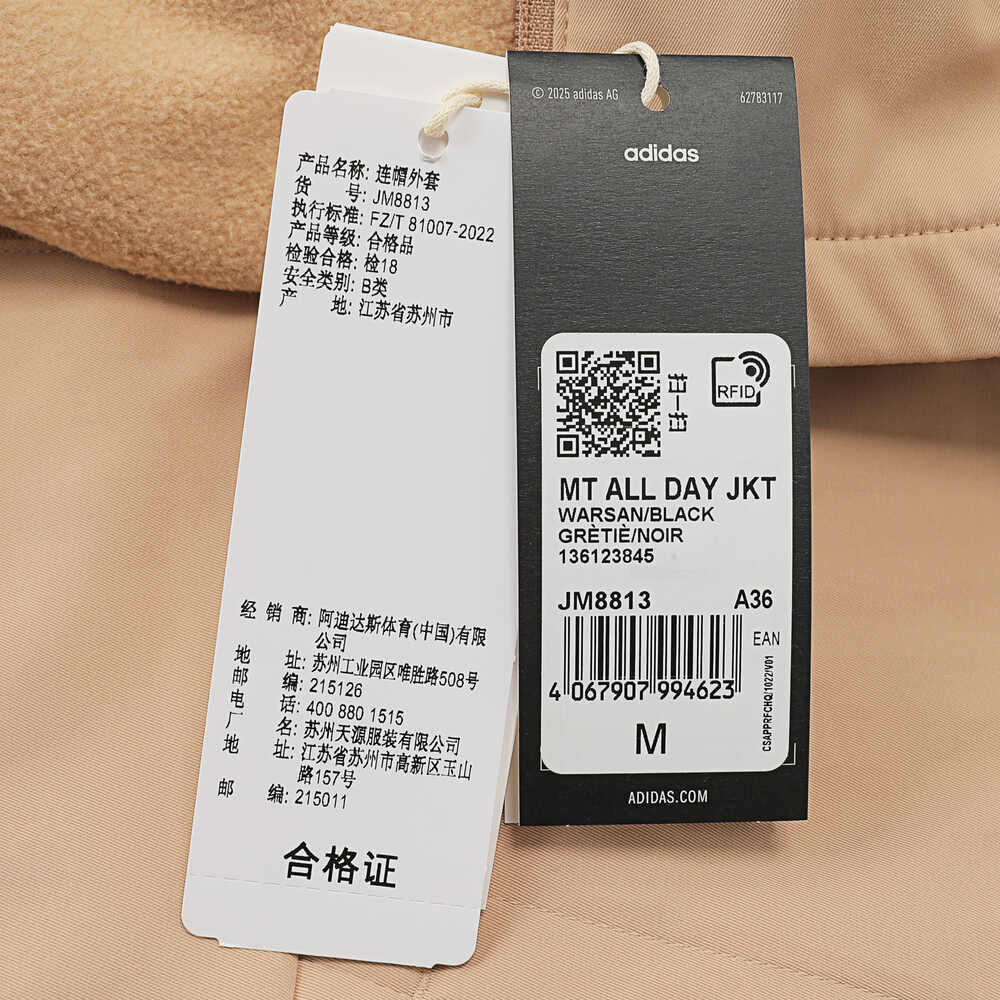 产品名称: 连帽外套
货 号: JM8813
执行标准: FZ/T 81007-2022
产品等级: 合格品
检验合格: 检18
安全类别: B类
产 地: 江苏省苏州市
经 销 商: 阿迪达斯体育(中国)有限
公司
地 址: 苏州工业园区唯胜路508号
邮 编: 215126
电 话: 400 880 1515
厂 名: 苏州天源服装有限公司
地 址: 江苏省苏州市高新区玉山
路157号
邮 编: 215011
合格证
© 2025 adidas AG
62783117
adidas
扫一扫
RFID
MT ALL DAY JKT
WARSAN/BLACK
GRÈTIÈ/NOIR
136123845
JM8813 A36
EAN
4 067907 994623
CSAPPRFCHQ/1022/V01
M
ADIDAS.COM